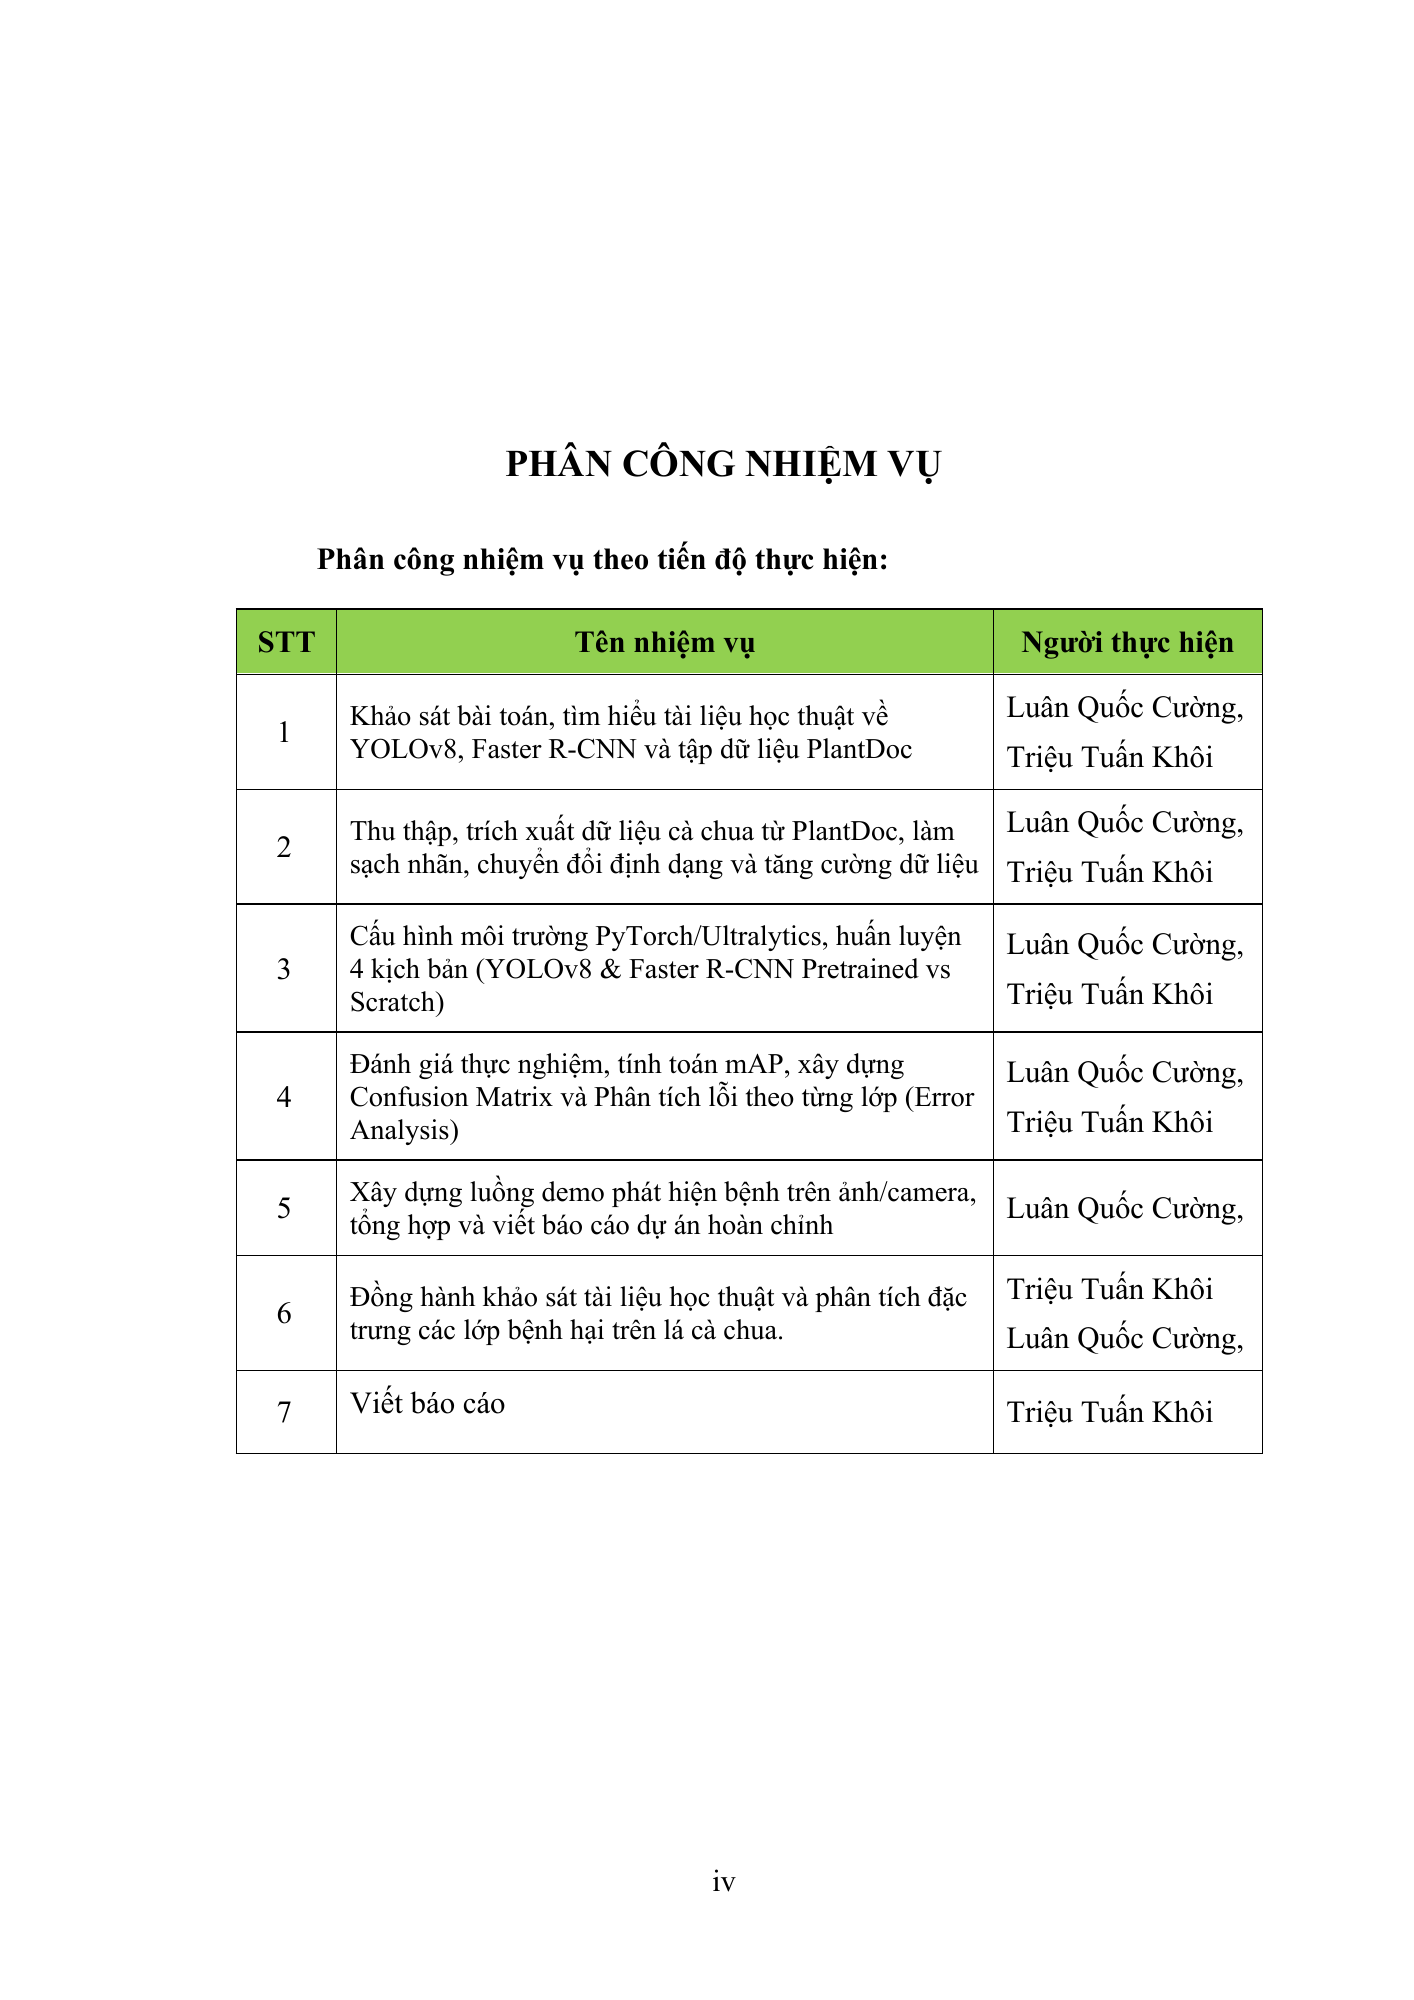 PHÂN CÔNG NHIỆM VỤ
Phân công nhiệm vụ theo tiến độ thực hiện:
STT Tên nhiệm vụ Người thực hiện
1
Khảo sát bài toán, tìm hiểu tài liệu học thuật về
YOLOv8, Faster R-CNN và tập dữ liệu PlantDoc
Luân Quốc Cường,
Triệu Tuấn Khôi
2
Thu thập, trích xuất dữ liệu cà chua từ PlantDoc, làm
sạch nhãn, chuyển đổi định dạng và tăng cường dữ liệu
Luân Quốc Cường,
Triệu Tuấn Khôi
3
Cấu hình môi trường PyTorch/Ultralytics, huấn luyện
4 kịch bản (YOLOv8 & Faster R-CNN Pretrained vs
Scratch)
Luân Quốc Cường,
Triệu Tuấn Khôi
4
Đánh giá thực nghiệm, tính toán mAP, xây dựng
Confusion Matrix và Phân tích lỗi theo từng lớp (Error
Analysis)
Luân Quốc Cường,
Triệu Tuấn Khôi
5
Xây dựng luồng demo phát hiện bệnh trên ảnh/camera,
tổng hợp và viết báo cáo dự án hoàn chỉnh
Luân Quốc Cường,
6
Đồng hành khảo sát tài liệu học thuật và phân tích đặc
trưng các lớp bệnh hại trên lá cà chua.
Triệu Tuấn Khôi
Luân Quốc Cường,
7
Viết báo cáo
Triệu Tuấn Khôi
iv